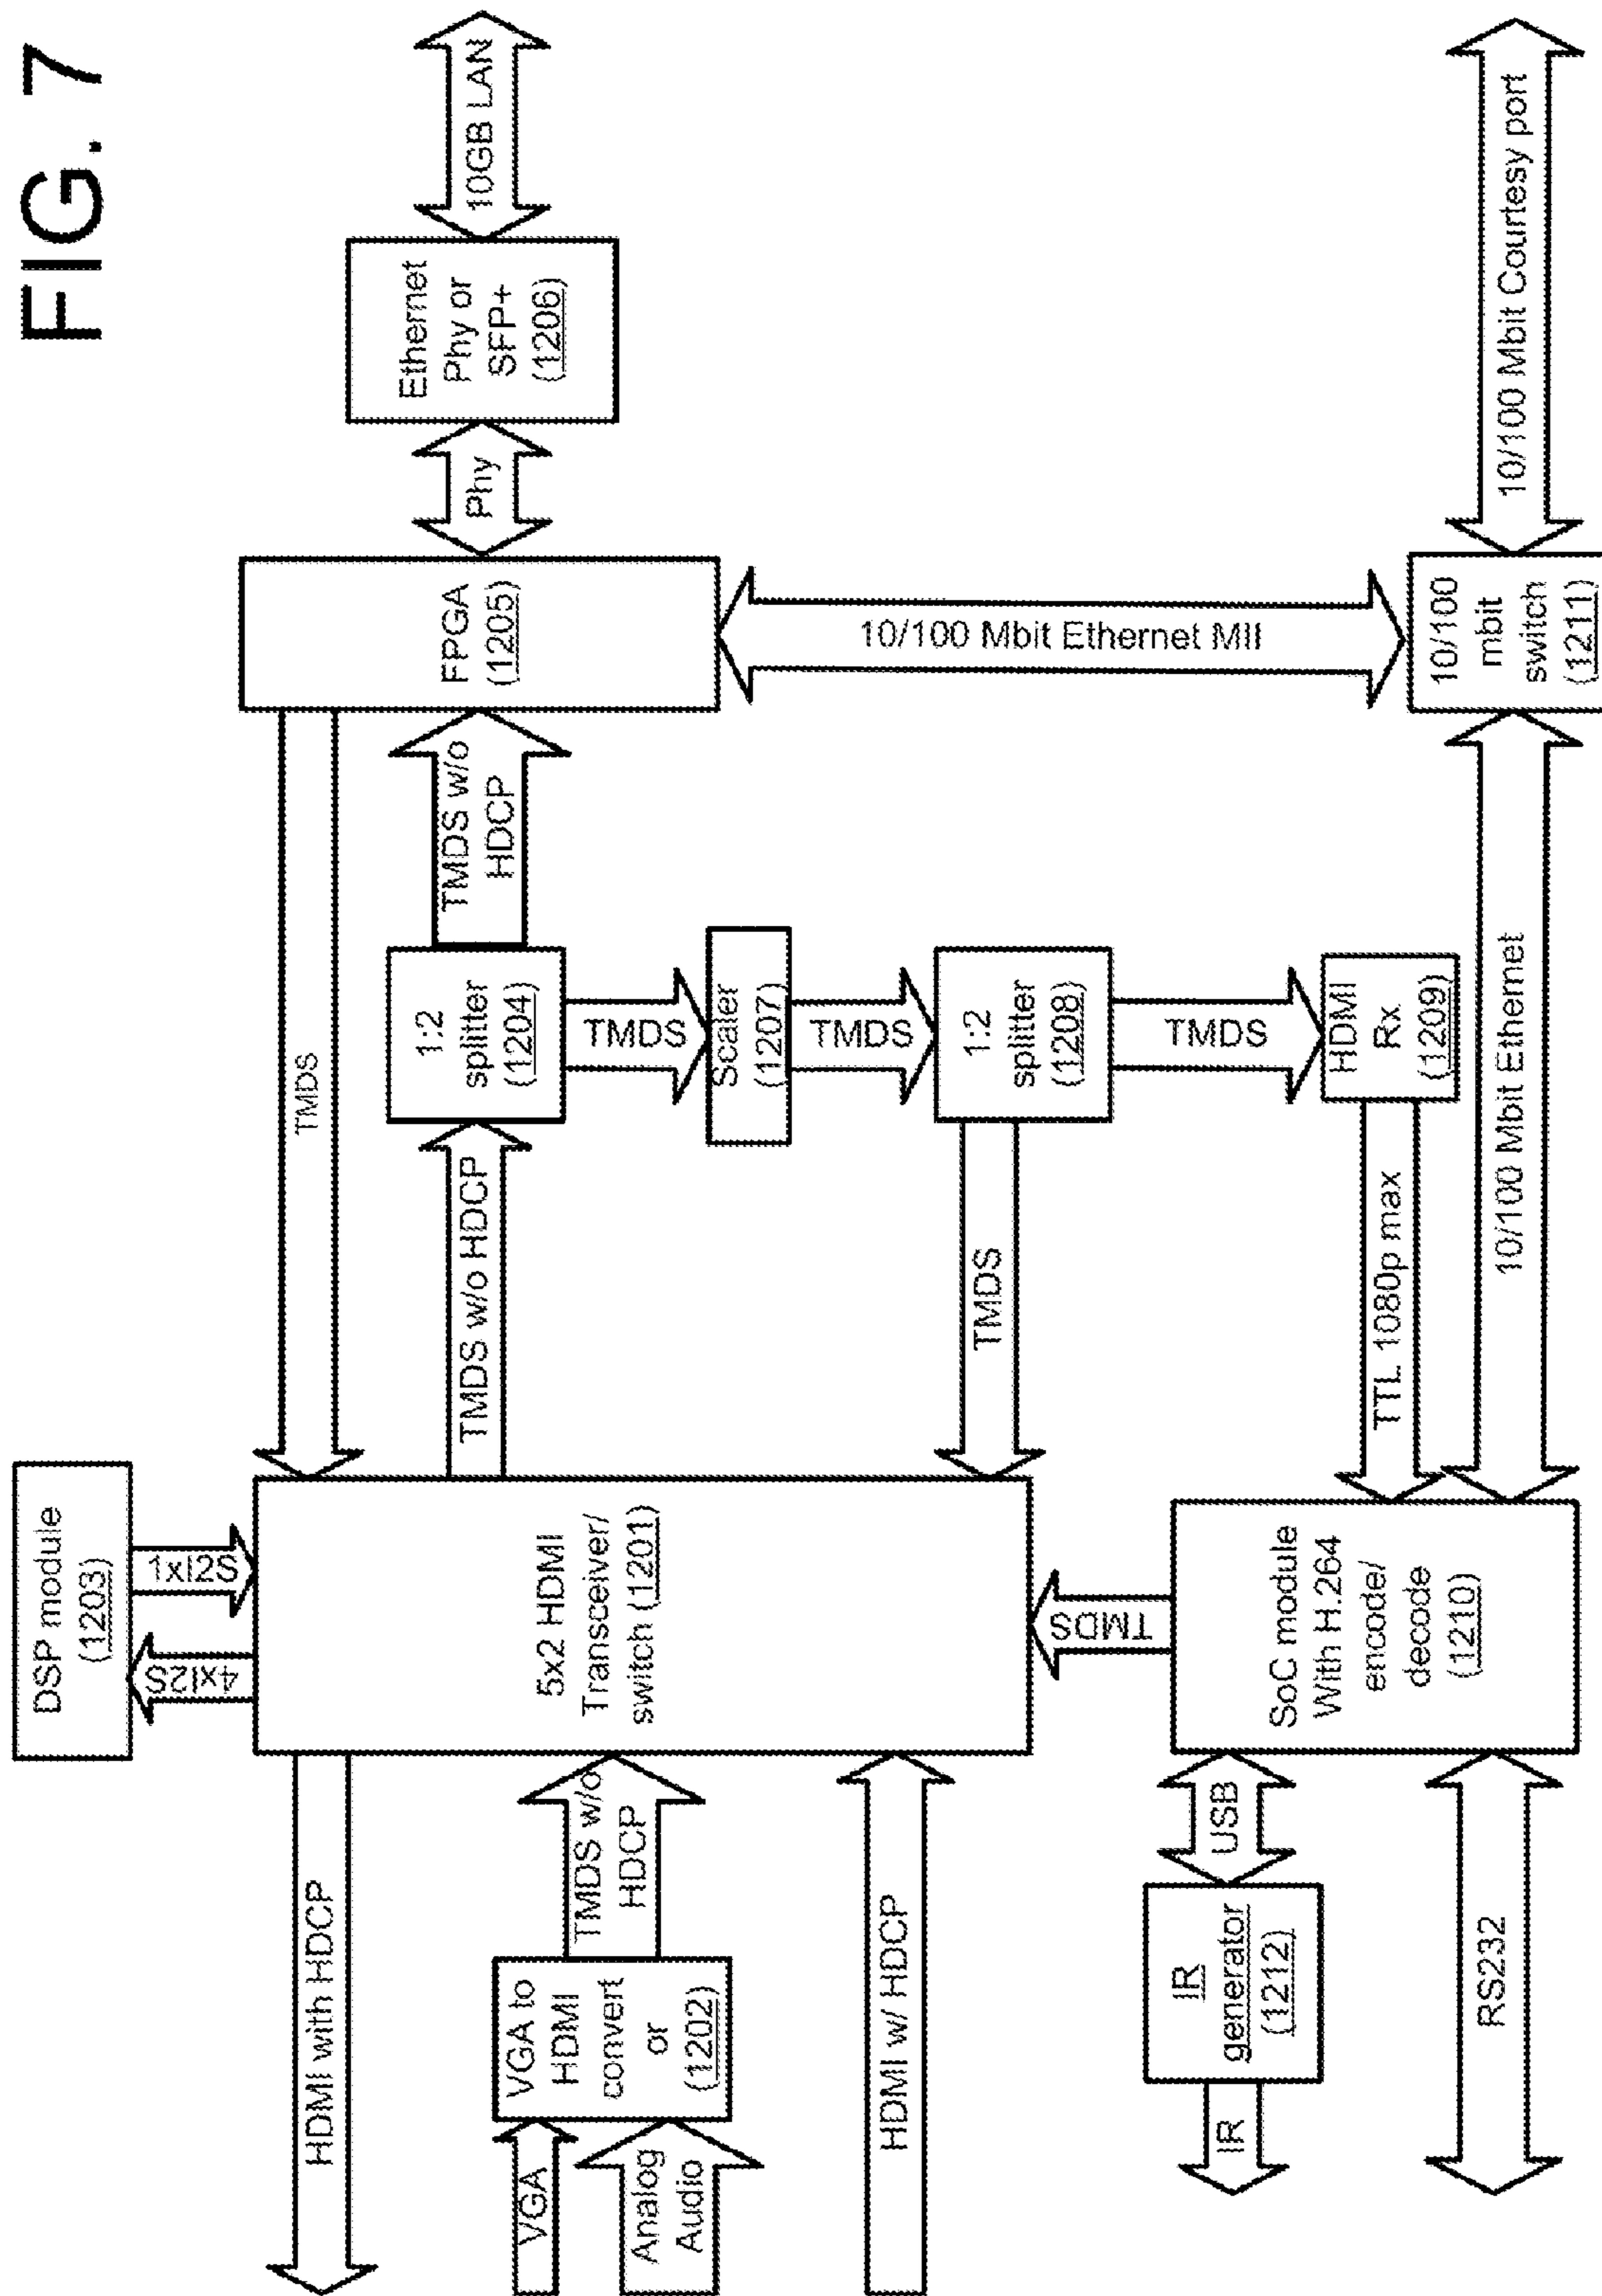 FIG. 7
DSP module
(1203)
4xI2S
1xI2S
HDMI with HDCP
TMDS
VGA
Analog
Audio
VGA to
HDMI
convert
or
(1202)
TMDS w/o
HDCP
HDMI w/ HDCP
5x2 HDMI
Transceiver/
switch (1201)
TMDS w/o HDCP
1:2
splitter
(1204)
TMDS w/o
HDCP
FPGA
(1205)
Phy
Ethernet
Phy or
SFP+
(1206)
10GB LAN
TMDS
Scaler
(1207)
TMDS
1:2
splitter
(1208)
TMDS
TMDS
HDMI
Rx
(1209)
TTL 1080p max
10/100 Mbit Ethernet MII
TMDS
IR
IR
generator
(1212)
USB
RS232
SoC module
With H.264
encode/
decode
(1210)
10/100 Mbit Ethernet
10/100
mbit
switch
(1211)
10/100 Mbit Courtesy port